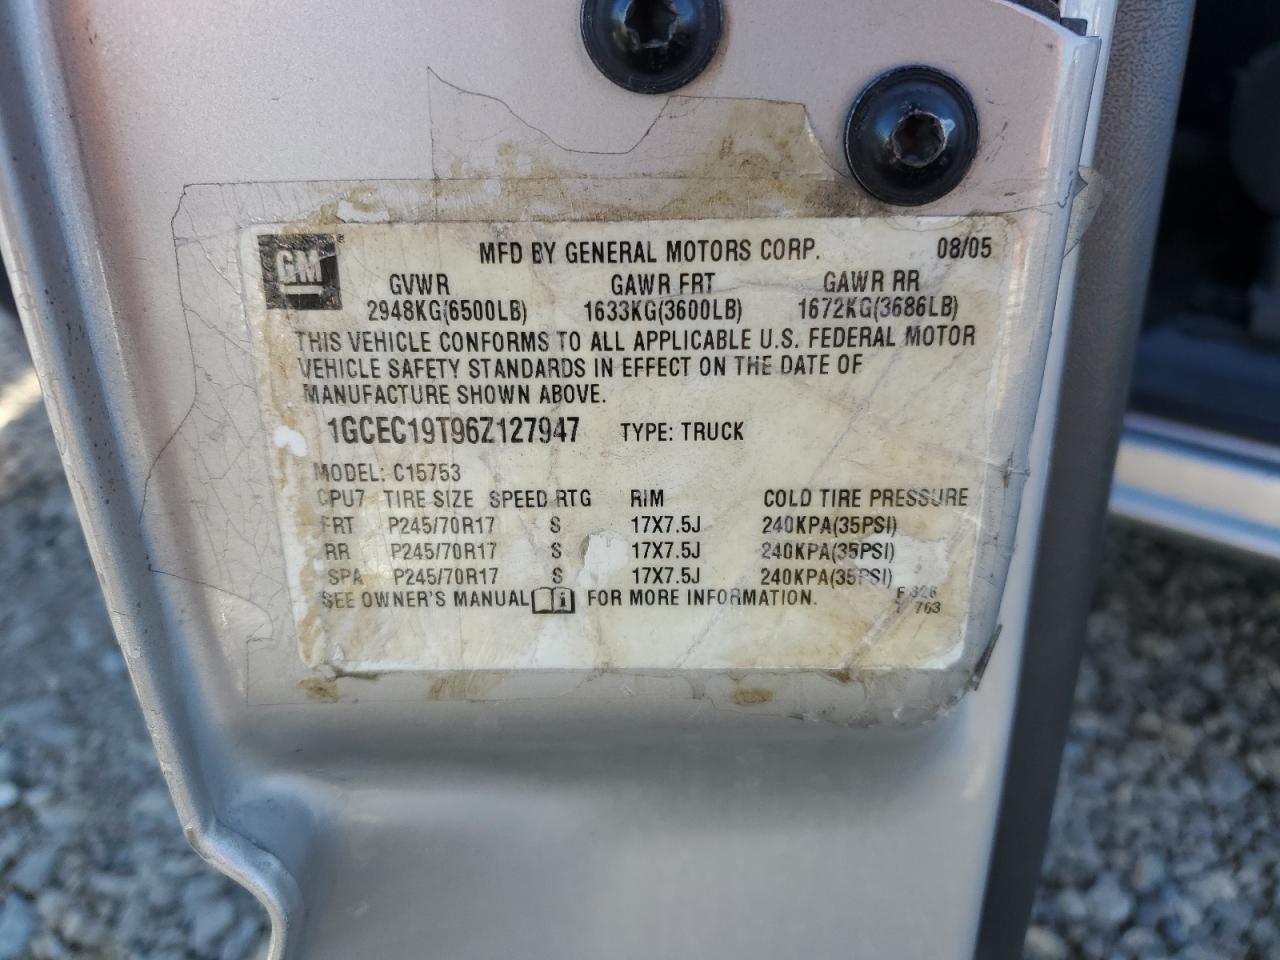 GM ®
MFD BY GENERAL MOTORS CORP. 08/05
GVWR GAWR FRT GAWR RR
2948KG(6500LB) 1633KG(3600LB) 1672KG(3686LB)
THIS VEHICLE CONFORMS TO ALL APPLICABLE U.S. FEDERAL MOTOR
VEHICLE SAFETY STANDARDS IN EFFECT ON THE DATE OF
MANUFACTURE SHOWN ABOVE.
1GCEC19T96Z127947 TYPE: TRUCK
MODEL: C15753
CPU7 TIRE SIZE SPEED RTG RIM COLD TIRE PRESSURE
FRT P245/70R17 S 17X7.5J 240KPA(35PSI)
RR P245/70R17 S 17X7.5J 240KPA(35PSI)
SPA P245/70R17 S 17X7.5J 240KPA(35PSI)
SEE OWNER'S MANUAL i FOR MORE INFORMATION.
763